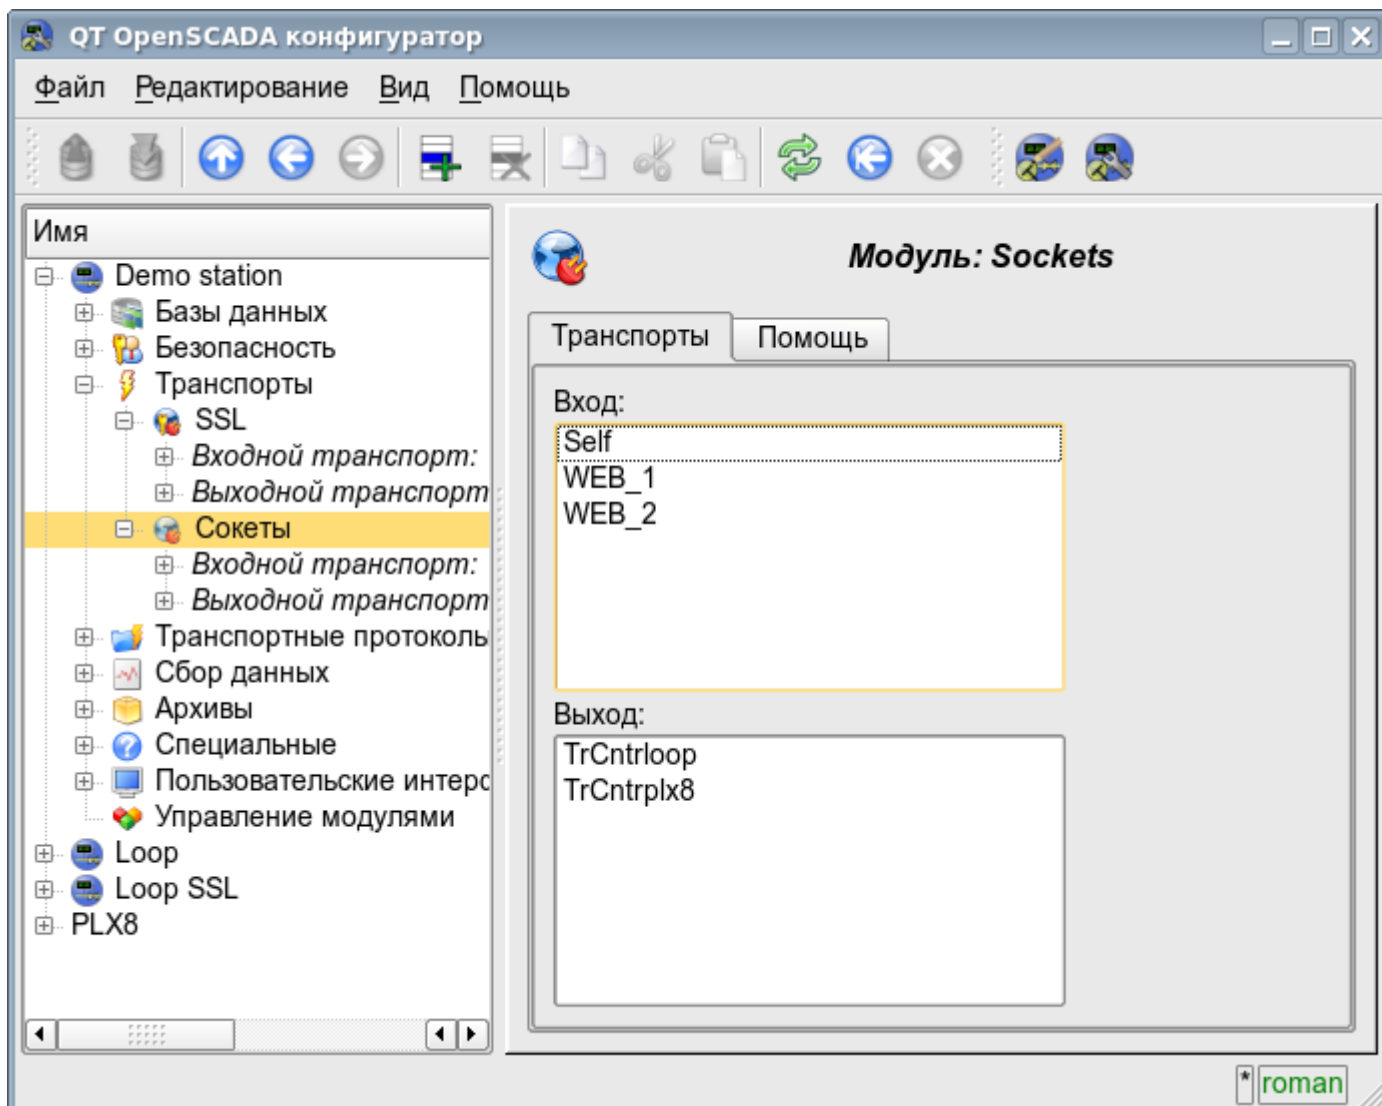 QT OpenSCADA конфигуратор
Файл Редактирование Вид Помощь
Имя
Demo station
Базы данных
Безопасность
Транспорты
SSL
Входной транспорт:
Выходной транспорт
Сокеты
Входной транспорт:
Выходной транспорт
Транспортные протоколы
Сбор данных
Архивы
Специальные
Пользовательские интерс
Управление модулями
Loop
Loop SSL
PLX8
Модуль: Sockets
Транспорты Помощь
Вход:
Self
WEB_1
WEB_2
Выход:
TrCntrloop
TrCntrplx8
* roman